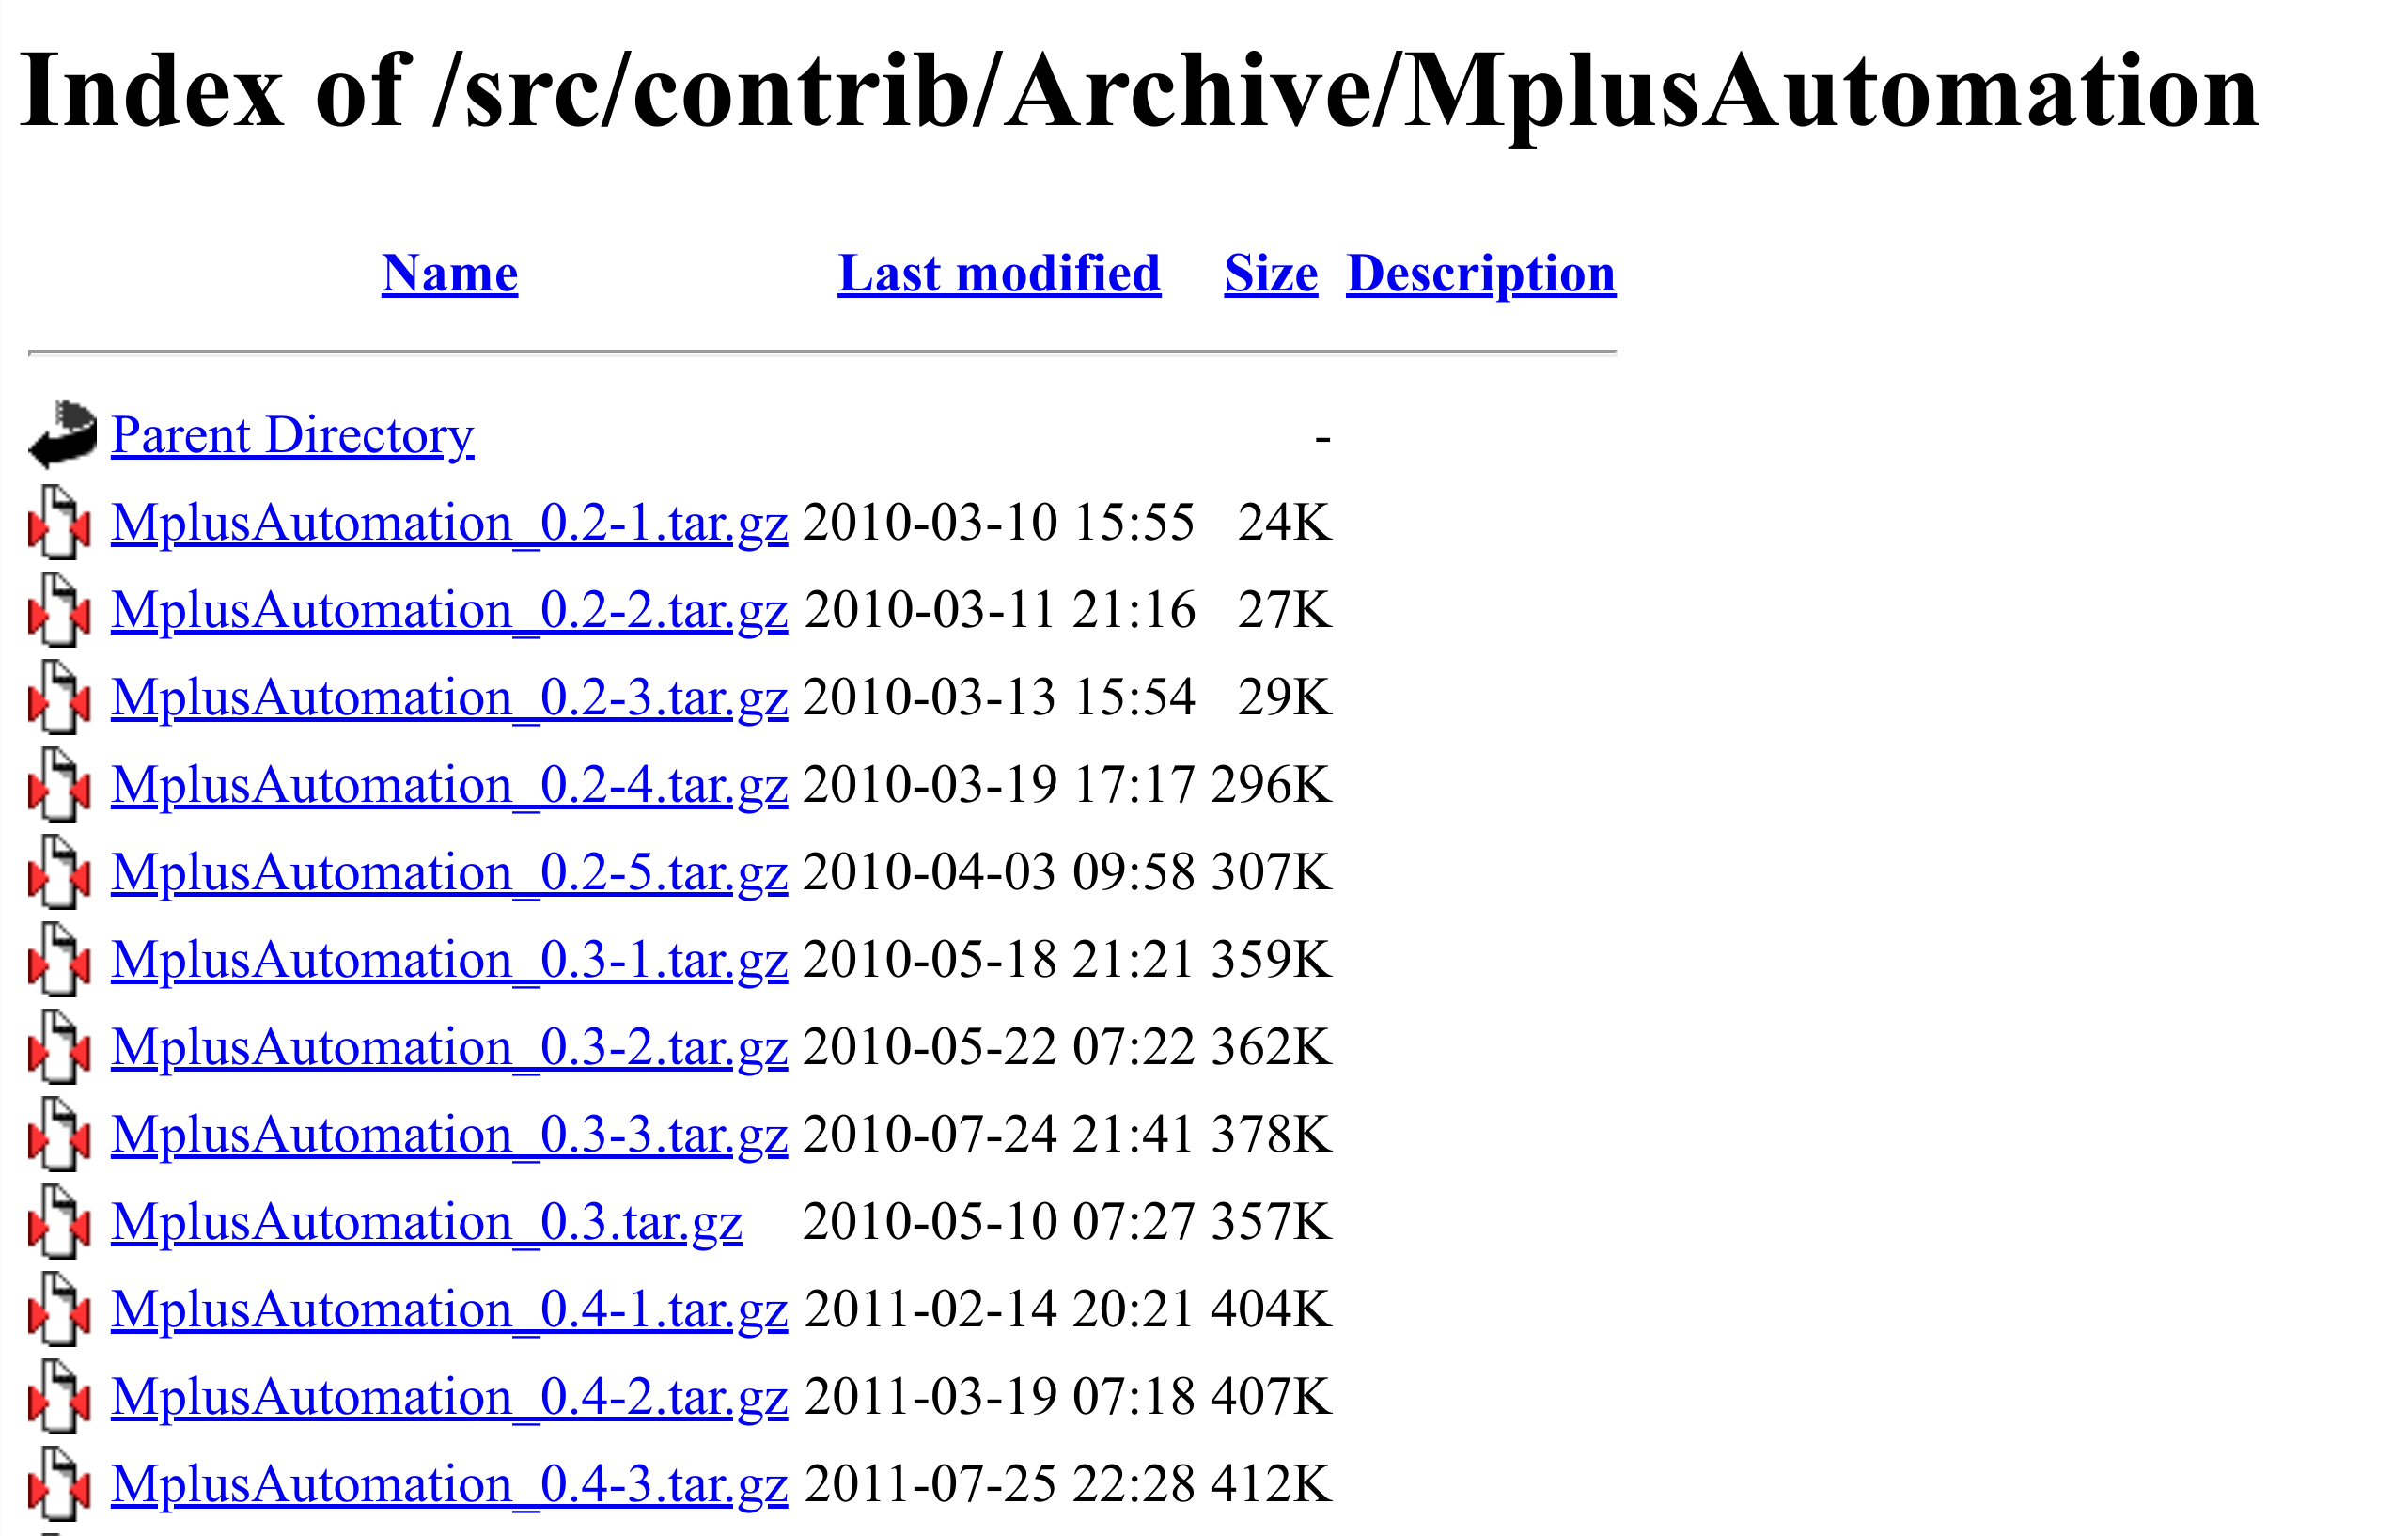 Index of /src/contrib/Archive/MplusAutomation
Name Last modified Size Description
Parent Directory -
MplusAutomation_0.2-1.tar.gz 2010-03-10 15:55 24K
MplusAutomation_0.2-2.tar.gz 2010-03-11 21:16 27K
MplusAutomation_0.2-3.tar.gz 2010-03-13 15:54 29K
MplusAutomation_0.2-4.tar.gz 2010-03-19 17:17 296K
MplusAutomation_0.2-5.tar.gz 2010-04-03 09:58 307K
MplusAutomation_0.3-1.tar.gz 2010-05-18 21:21 359K
MplusAutomation_0.3-2.tar.gz 2010-05-22 07:22 362K
MplusAutomation_0.3-3.tar.gz 2010-07-24 21:41 378K
MplusAutomation_0.3.tar.gz 2010-05-10 07:27 357K
MplusAutomation_0.4-1.tar.gz 2011-02-14 20:21 404K
MplusAutomation_0.4-2.tar.gz 2011-03-19 07:18 407K
MplusAutomation_0.4-3.tar.gz 2011-07-25 22:28 412K